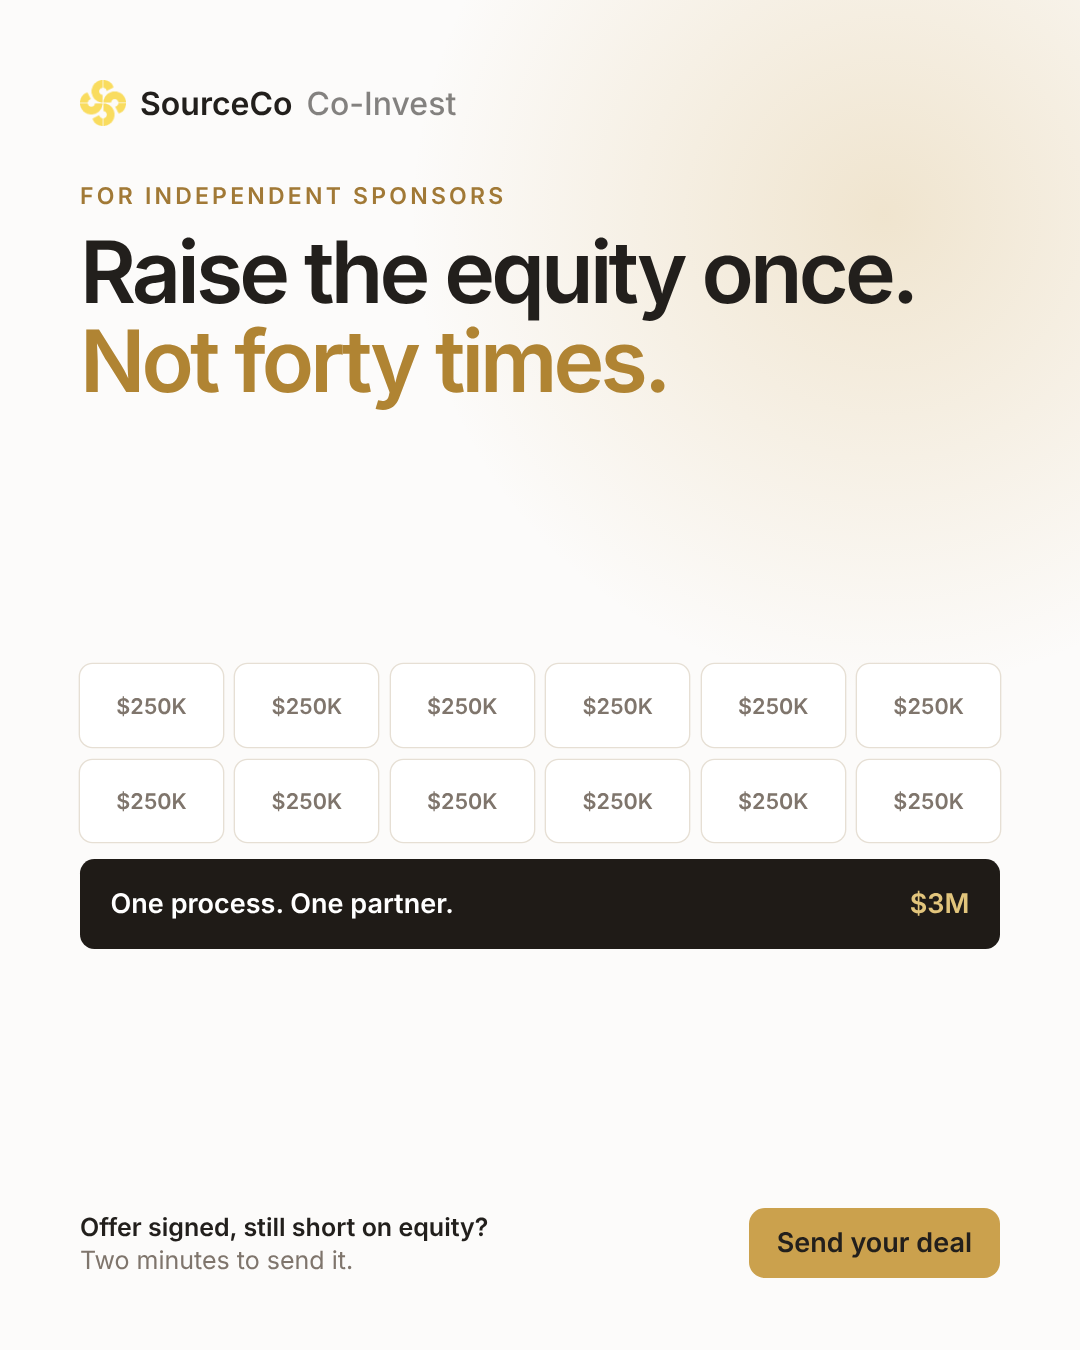 SourceCo Co-Invest
FOR INDEPENDENT SPONSORS
Raise the equity once.
Not forty times.
$250K $250K $250K $250K $250K $250K
$250K $250K $250K $250K $250K $250K
One process. One partner. $3M
Offer signed, still short on equity?
Two minutes to send it.
Send your deal